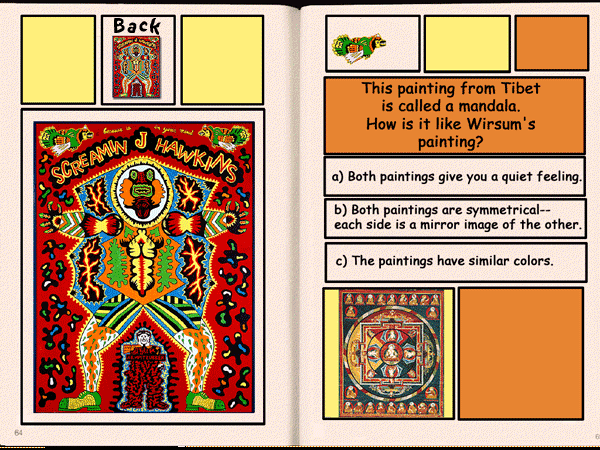 Back
SCREAMIN J HAWKINS
64
This painting from Tibet
is called a mandala.
How is it like Wirsum's
painting?
a) Both paintings give you a quiet feeling.
b) Both paintings are symmetrical--
each side is a mirror image of the other.
c) The paintings have similar colors.